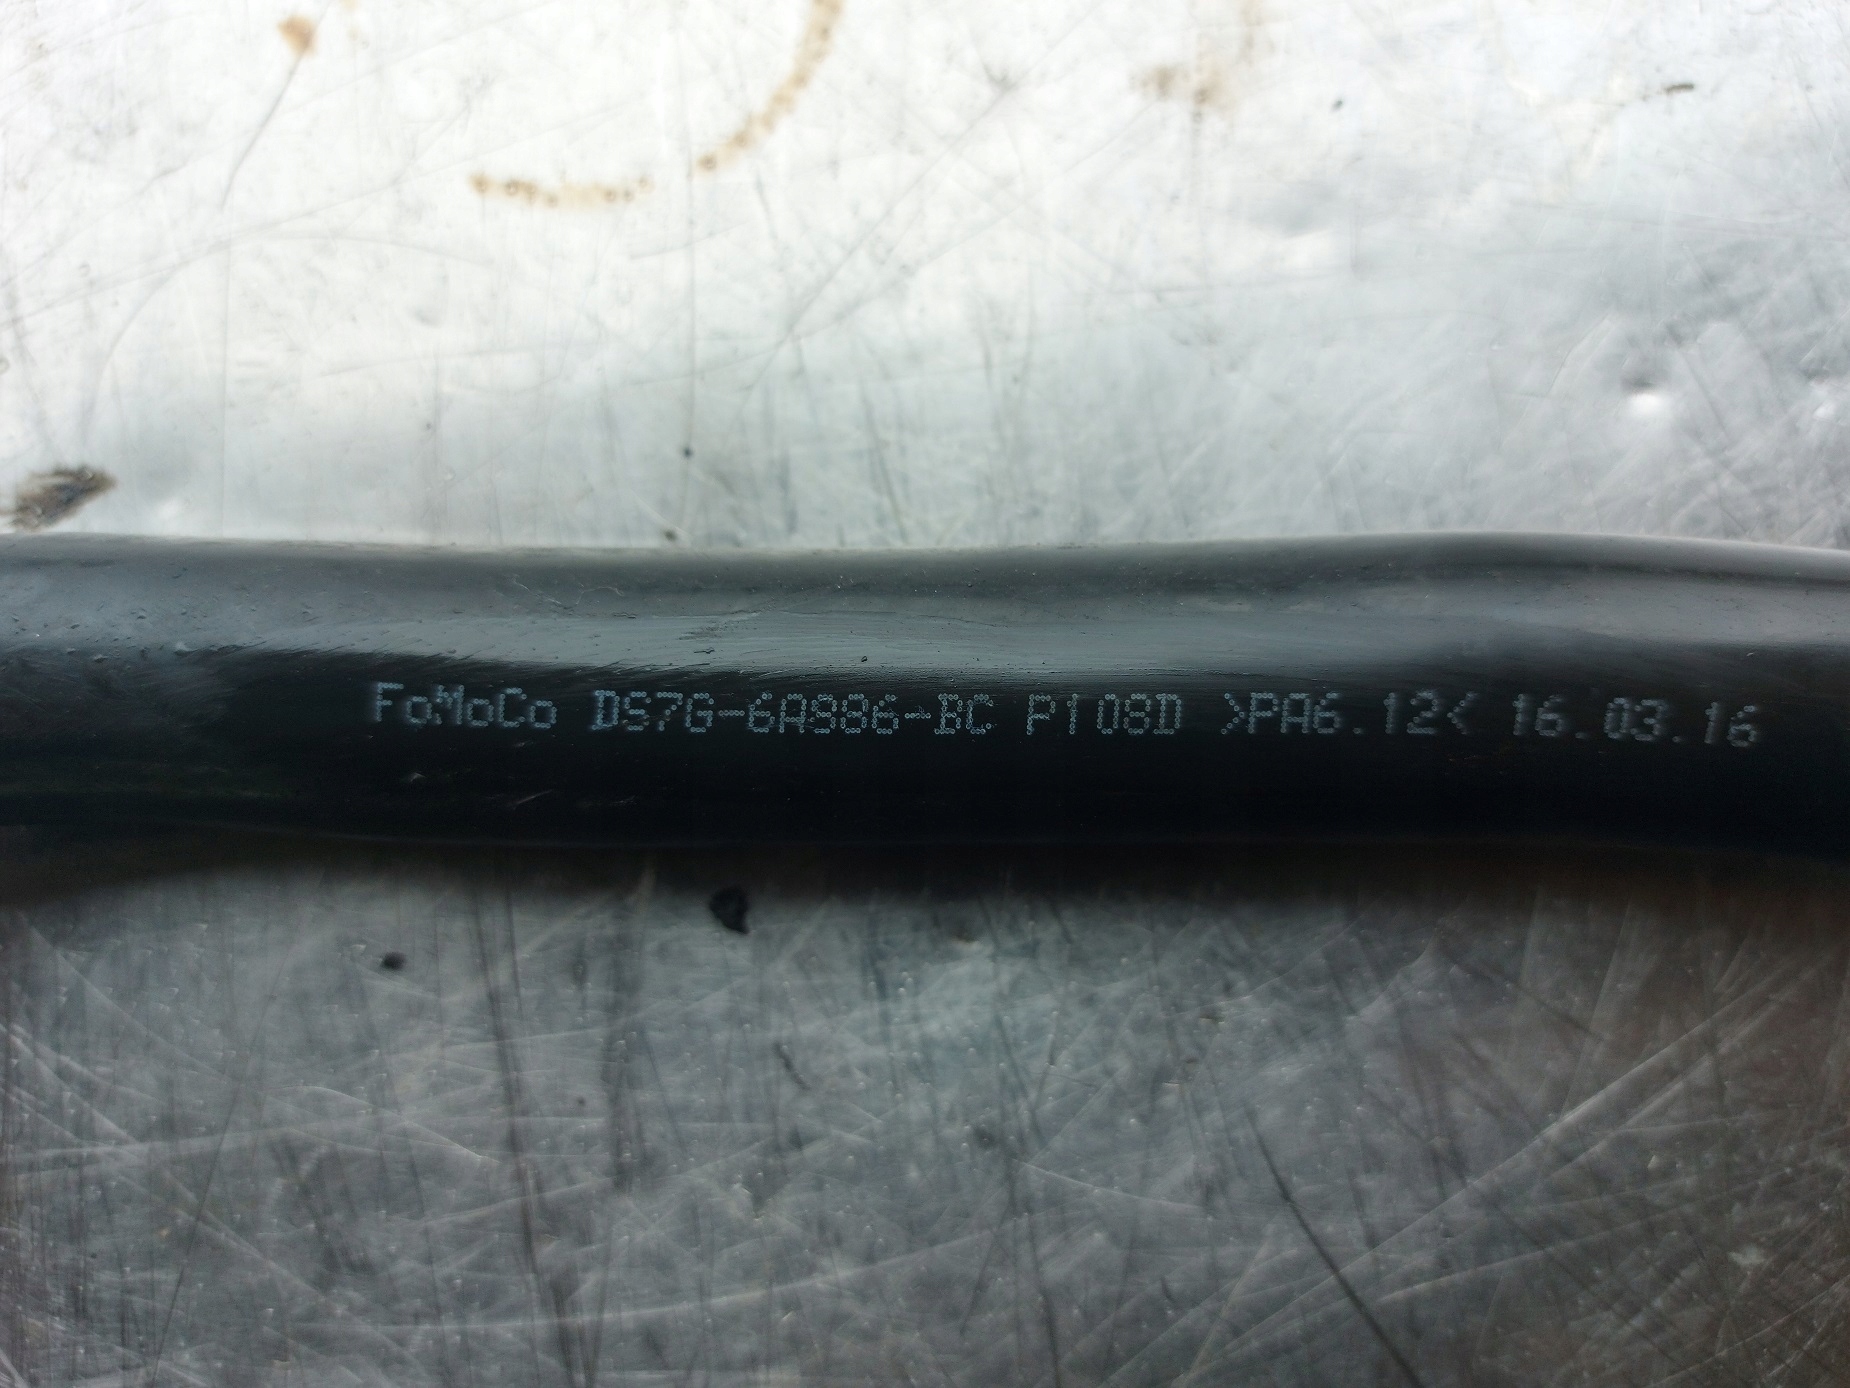 FoMoCo DS7G-6A886-BC P108D >PA6.12< 16.03.16